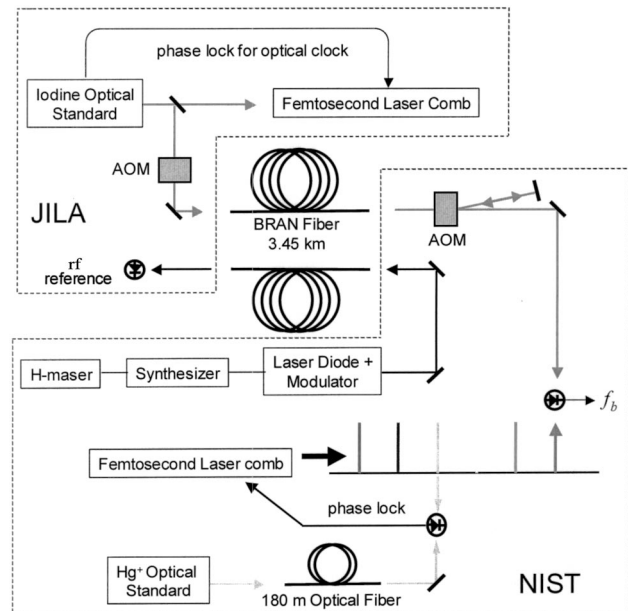 phase lock for optical clock
Iodine Optical
Standard
Femtosecond Laser Comb
AOM
JILA
BRAN Fiber
3.45 km
AOM
rf
reference
H-maser
Synthesizer
Laser Diode +
Modulator
f_b
Femtosecond Laser comb
phase lock
Hg⁺ Optical
Standard
180 m Optical Fiber
NIST